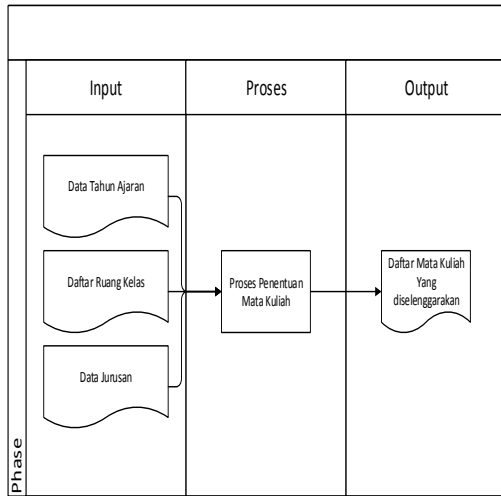 Input
Proses
Output
Data Tahun Ajaran
Daftar Ruang Kelas
Data Jurusan
Proses Penentuan
Mata Kuliah
Daftar Mata Kuliah
Yang
diselenggarakan
Phase